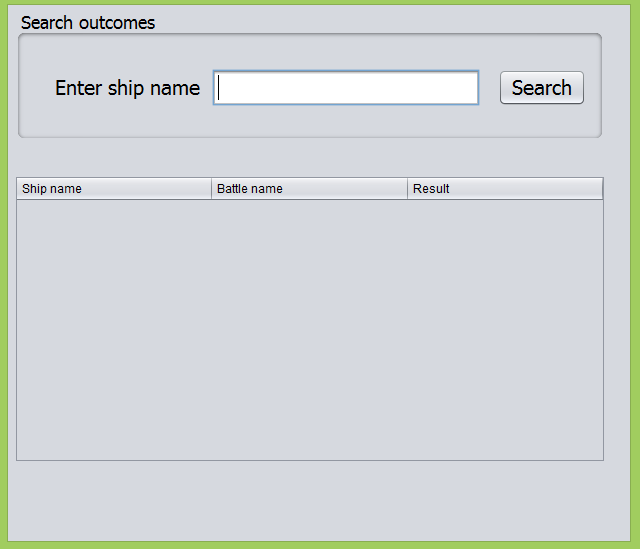 Search outcomes
Enter ship name Search
Ship name Battle name Result